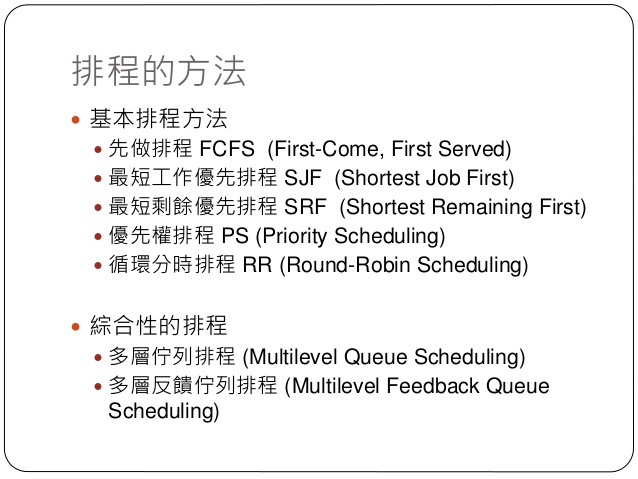 排程的方法
基本排程方法
先做排程 FCFS (First-Come, First Served)
最短工作優先排程 SJF (Shortest Job First)
最短剩餘優先排程 SRF (Shortest Remaining First)
優先權排程 PS (Priority Scheduling)
循環分時排程 RR (Round-Robin Scheduling)
綜合性的排程
多層佇列排程 (Multilevel Queue Scheduling)
多層反饋佇列排程 (Multilevel Feedback Queue
Scheduling)